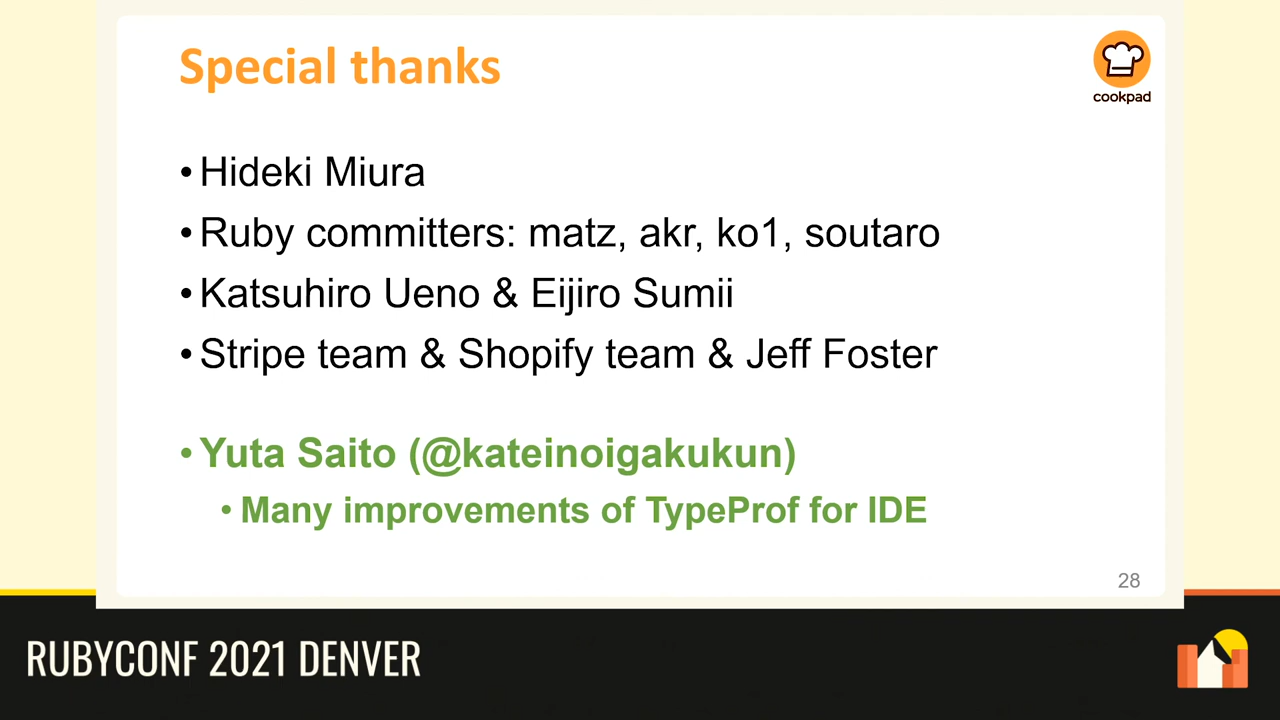 Special thanks
cookpad
• Hideki Miura
• Ruby committers: matz, akr, ko1, soutaro
• Katsuhiro Ueno & Eijiro Sumii
• Stripe team & Shopify team & Jeff Foster
• Yuta Saito (@kateinoigakukun)
• Many improvements of TypeProf for IDE
28
RUBYCONF 2021 DENVER